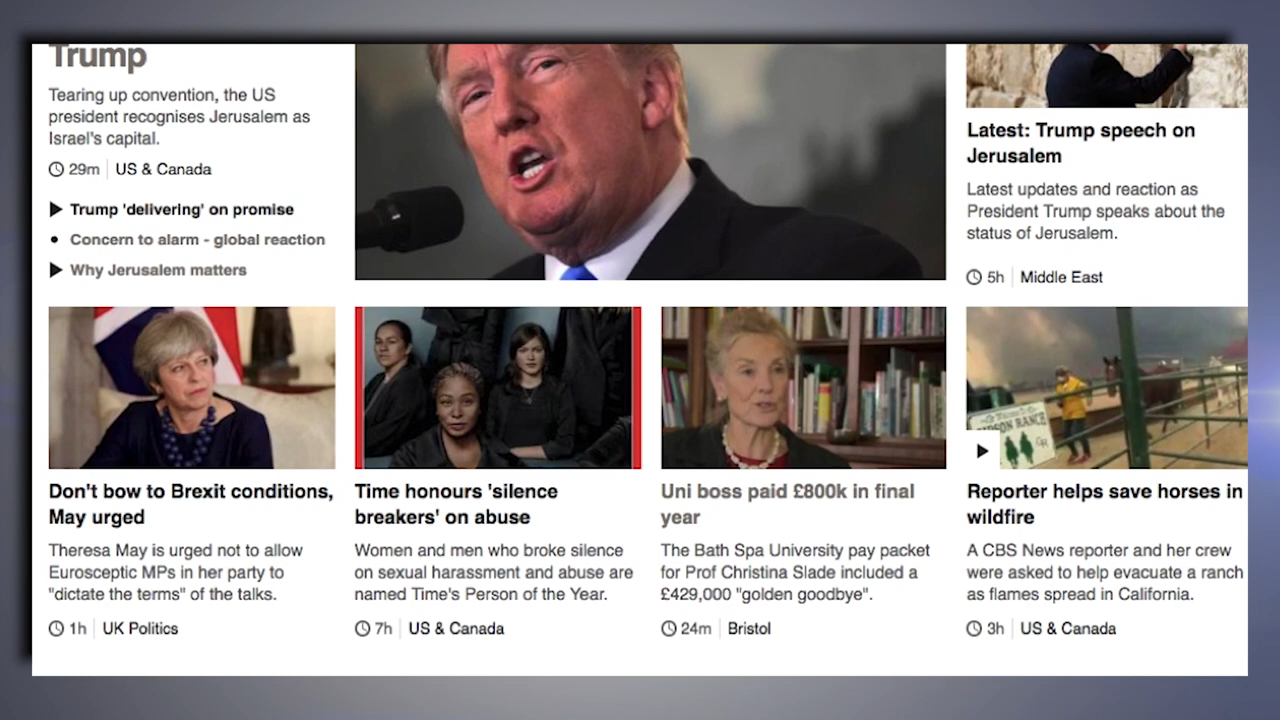 Trump
Tearing up convention, the US
president recognises Jerusalem as
Israel's capital.
29m US & Canada
Trump 'delivering' on promise
Concern to alarm - global reaction
Why Jerusalem matters
Latest: Trump speech on
Jerusalem
Latest updates and reaction as
President Trump speaks about the
status of Jerusalem.
5h Middle East
Don't bow to Brexit conditions,
May urged
Theresa May is urged not to allow
Eurosceptic MPs in her party to
"dictate the terms" of the talks.
1h UK Politics
Time honours 'silence
breakers' on abuse
Women and men who broke silence
on sexual harassment and abuse are
named Time's Person of the Year.
7h US & Canada
Uni boss paid £800k in final
year
The Bath Spa University pay packet
for Prof Christina Slade included a
£429,000 "golden goodbye".
24m Bristol
RANCH
GR
Reporter helps save horses in
wildfire
A CBS News reporter and her crew
were asked to help evacuate a ranch
as flames spread in California.
3h US & Canada